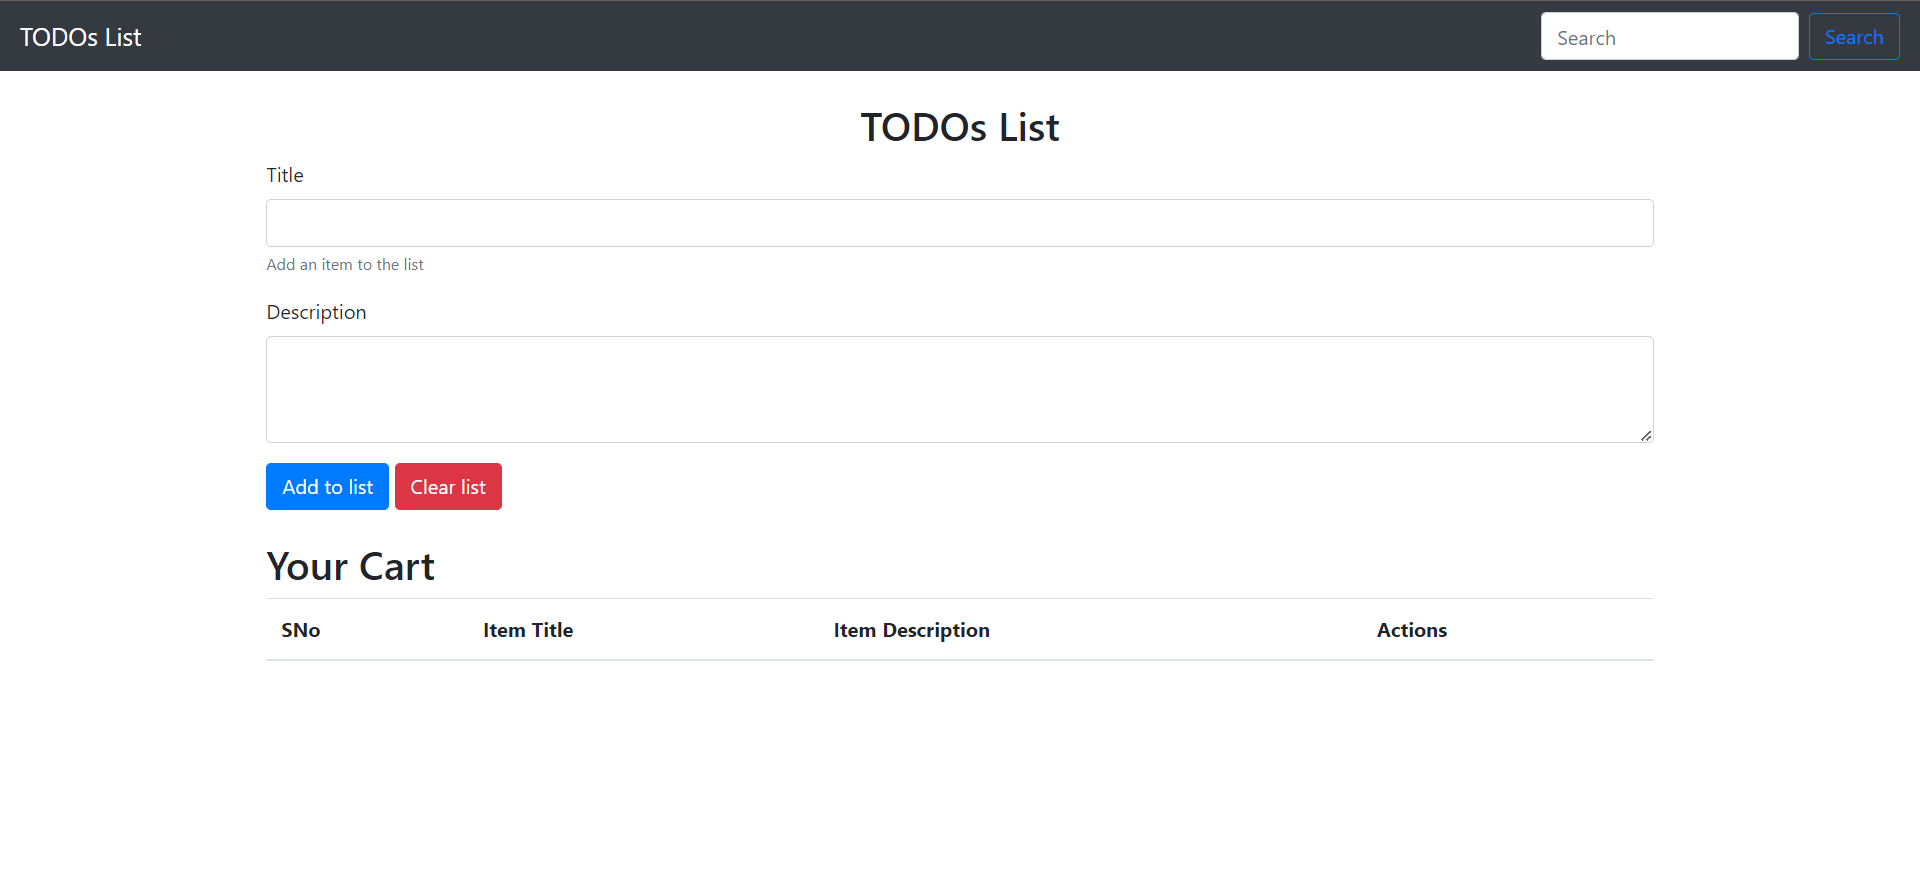 TODOs List Search Search
TODOs List
Title
Add an item to the list
Description
Add to list Clear list
Your Cart
SNo Item Title Item Description Actions